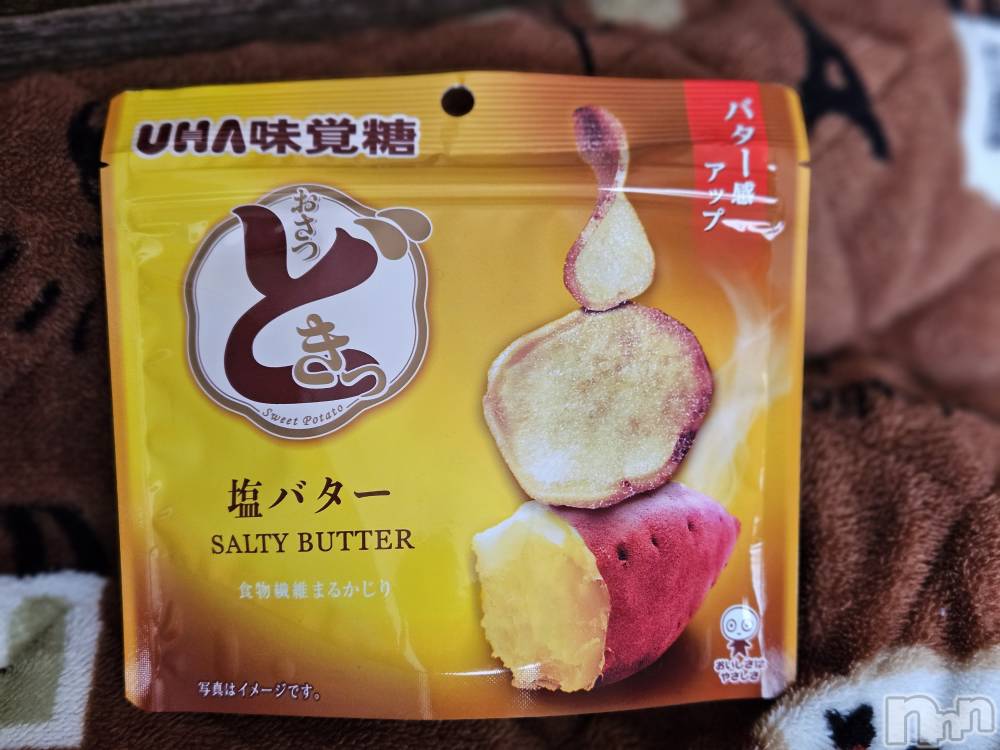 UHA味覚糖
バター感
アップ
おさつ
どきっ
Sweet Potato
塩バター
SALTY BUTTER
食物繊維まるかじり
写真はイメージです。
おいしさは
やさしさ
nmn